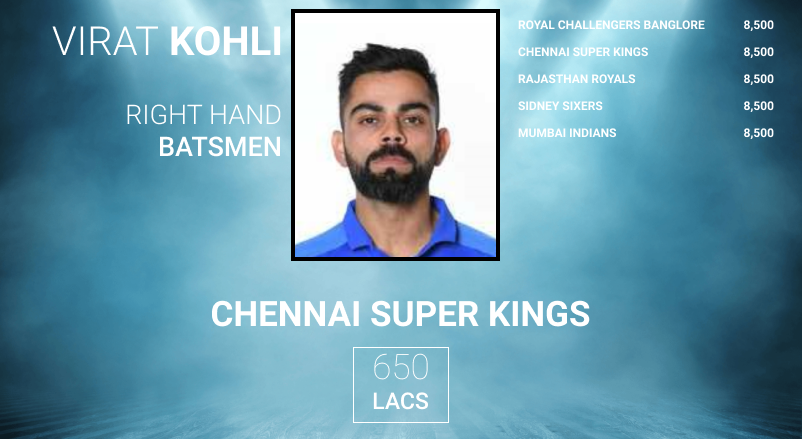 VIRAT KOHLI
RIGHT HAND
BATSMEN
ROYAL CHALLENGERS BANGLORE 8,500
CHENNAI SUPER KINGS 8,500
RAJASTHAN ROYALS 8,500
SIDNEY SIXERS 8,500
MUMBAI INDIANS 8,500
CHENNAI SUPER KINGS
650
LACS